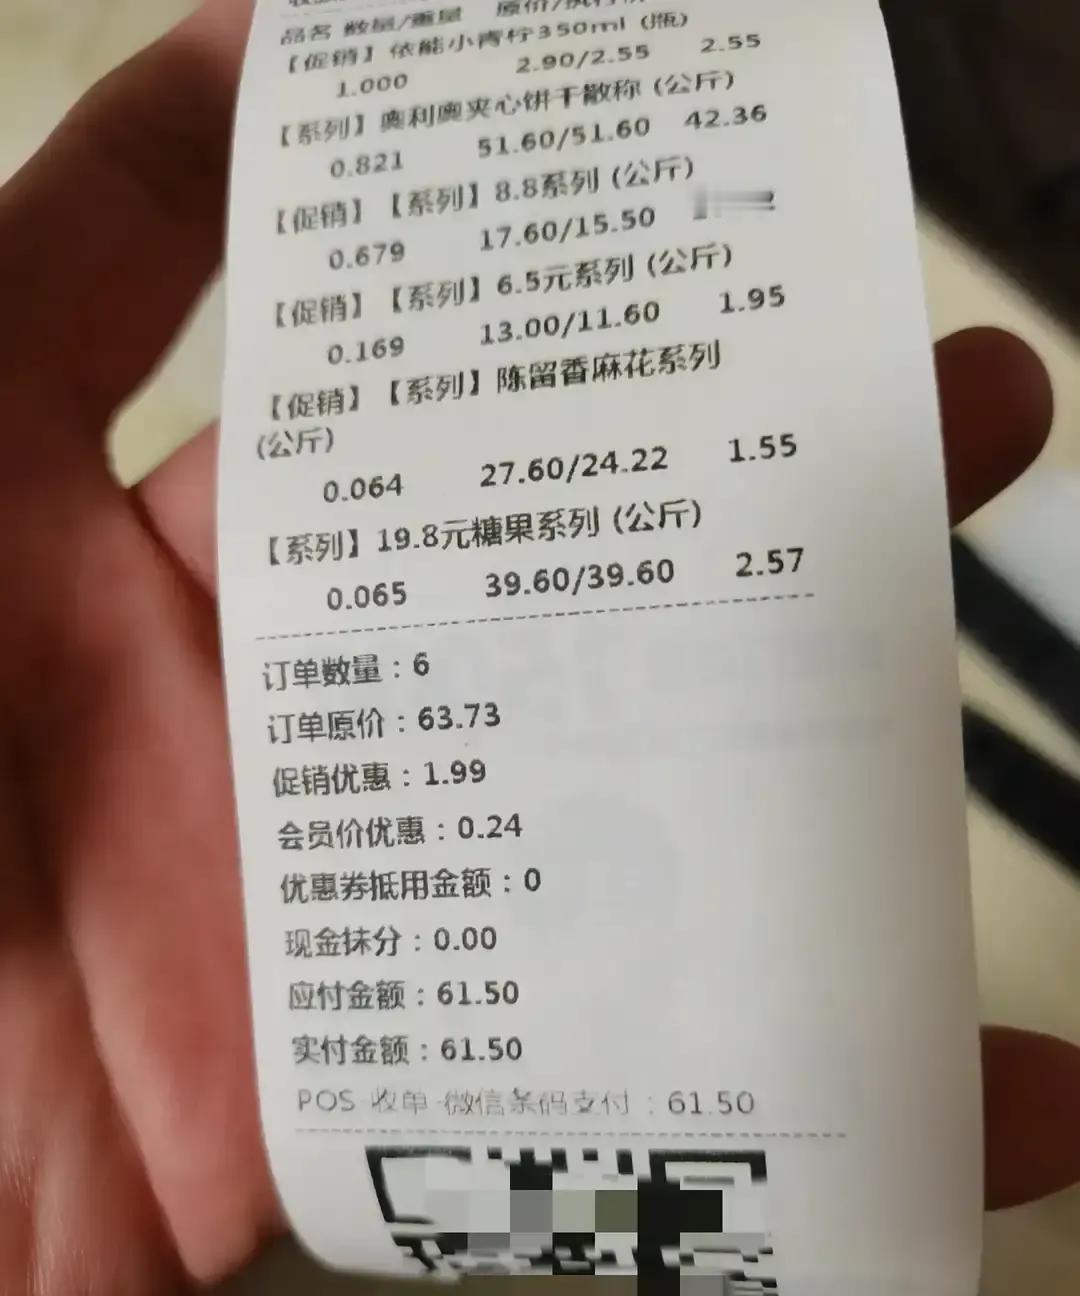 品名 数量/重量 原价/执行价
【促销】依能小青柠350ml (瓶)
1.000 2.90/2.55 2.55
【系列】奥利奥夹心饼干散称 (公斤)
0.821 51.60/51.60 42.36
【促销】【系列】8.8系列 (公斤)
0.679 17.60/15.50
【促销】【系列】6.5元系列 (公斤)
0.169 13.00/11.60 1.95
【促销】【系列】陈留香麻花系列
(公斤)
0.064 27.60/24.22 1.55
【系列】19.8元糖果系列 (公斤)
0.065 39.60/39.60 2.57
订单数量：6
订单原价：63.73
促销优惠：1.99
会员价优惠：0.24
优惠券抵用金额：0
现金抹分：0.00
应付金额：61.50
实付金额：61.50
POS-收单-微信条码支付：61.50